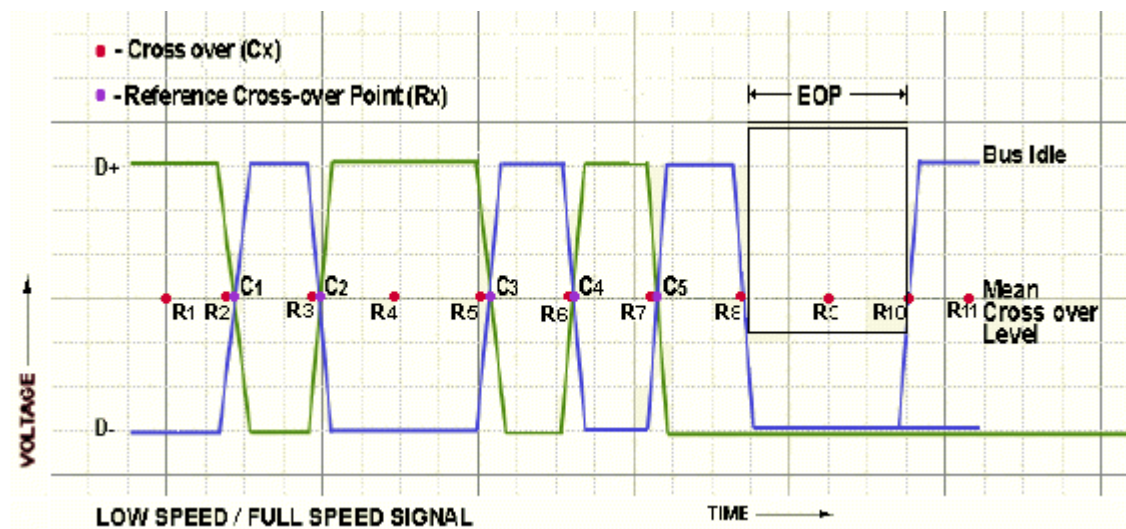 - Cross over (Cx)
-Reference Cross-over Point (Rx)
EOP
D+
Bus Idle
C1
C2
C3
C4
C5
R1
R2
R3
R4
R5
R6
R7
R8
R9
R10
R11
Mean
Cross over
Level
D-
VOLTAGE
LOW SPEED / FULL SPEED SIGNAL
TIME